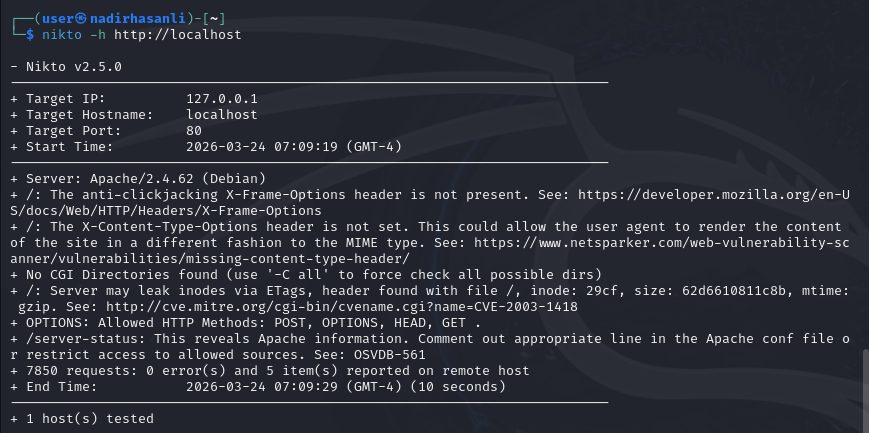 ┌──(user㉿nadirhasanli)-[~]
└─$ nikto -h http://localhost
- Nikto v2.5.0
+ Target IP: 127.0.0.1
+ Target Hostname: localhost
+ Target Port: 80
+ Start Time: 2026-03-24 07:09:19 (GMT-4)
+ Server: Apache/2.4.62 (Debian)
+ /: The anti-clickjacking X-Frame-Options header is not present. See: https://developer.mozilla.org/en-U
S/docs/Web/HTTP/Headers/X-Frame-Options
+ /: The X-Content-Type-Options header is not set. This could allow the user agent to render the content
of the site in a different fashion to the MIME type. See: https://www.netsparker.com/web-vulnerability-sc
anner/vulnerabilities/missing-content-type-header/
+ No CGI Directories found (use '-C all' to force check all possible dirs)
+ /: Server may leak inodes via ETags, header found with file /, inode: 29cf, size: 62d6610811c8b, mtime:
gzip. See: http://cve.mitre.org/cgi-bin/cvename.cgi?name=CVE-2003-1418
+ OPTIONS: Allowed HTTP Methods: POST, OPTIONS, HEAD, GET .
+ /server-status: This reveals Apache information. Comment out appropriate line in the Apache conf file o
r restrict access to allowed sources. See: OSVDB-561
+ 7850 requests: 0 error(s) and 5 item(s) reported on remote host
+ End Time: 2026-03-24 07:09:29 (GMT-4) (10 seconds)
+ 1 host(s) tested